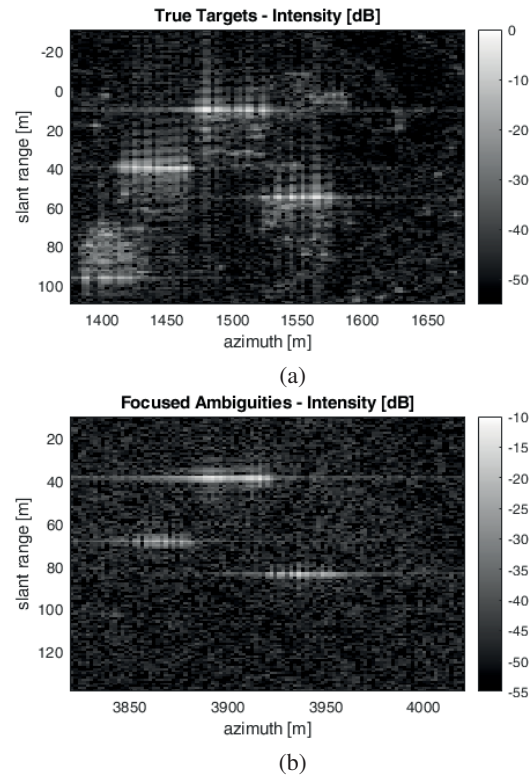 True Targets - Intensity [dB]
-20
0
20
40
60
80
100
slant range [m]
1400 1450 1500 1550 1600 1650
azimuth [m]
0
-10
-20
-30
-40
-50
(a)
Focused Ambiguities - Intensity [dB]
20
40
60
80
100
120
slant range [m]
3850 3900 3950 4000
azimuth [m]
-10
-15
-20
-25
-30
-35
-40
-45
-50
-55
(b)